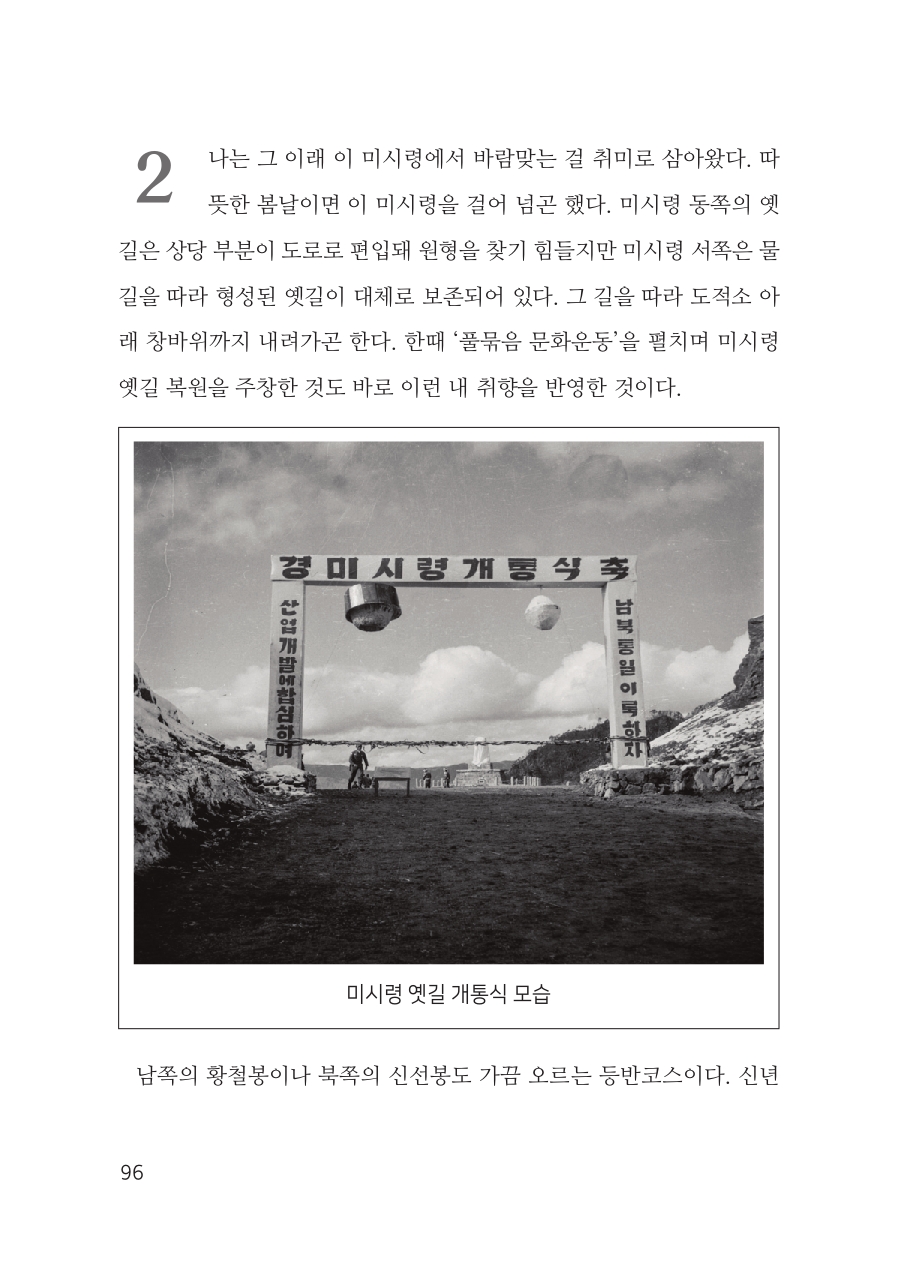 2
나는 그 이래 이 미시령에서 바람맞는 걸 취미로 삼아왔다. 따
뜻한 봄날이면 이 미시령을 걸어 넘곤 했다. 미시령 동쪽의 옛
길은 상당 부분이 도로로 편입돼 원형을 찾기 힘들지만 미시령 서쪽은 물
길을 따라 형성된 옛길이 대체로 보존되어 있다. 그 길을 따라 도적소 아
래 창바위까지 내려가곤 한다. 한때 ‘풀묶음 문화운동’을 펼치며 미시령
옛길 복원을 주창한 것도 바로 이런 내 취향을 반영한 것이다.
경미시령개통식축
산업개발에합심하며
남북통일이룩하자
미시령 옛길 개통식 모습
남쪽의 황철봉이나 북쪽의 신선봉도 가끔 오르는 등반코스이다. 신년
96